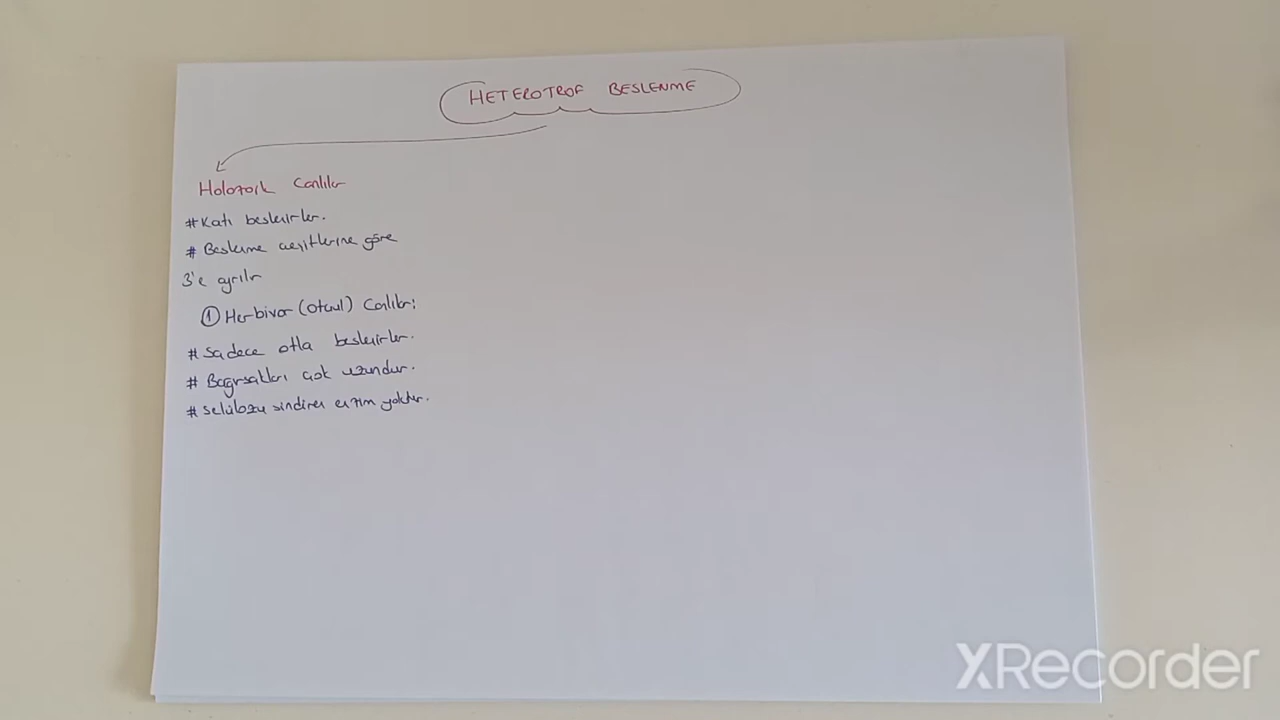 HETEROTROF BESLENME
Holozoik Canlılar
#Katı beslenirler.
# Beslenme çeşitlerine göre
3'e ayrılır
① Herbivor (otçul) Canlılar:
# Sadece otla beslenirler.
# Bağırsakları çok uzundur.
# Selülozu sindiren enzim yoktur.
XRecorder